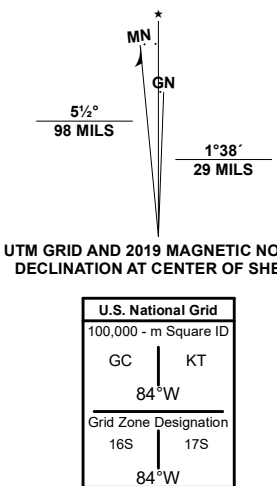 ★
MN
GN
5½°
98 MILS
1°38´
29 MILS
UTM GRID AND 2019 MAGNETIC NO
DECLINATION AT CENTER OF SHE
U.S. National Grid
100,000 - m Square ID
GC KT
84°W
Grid Zone Designation
16S 17S
84°W